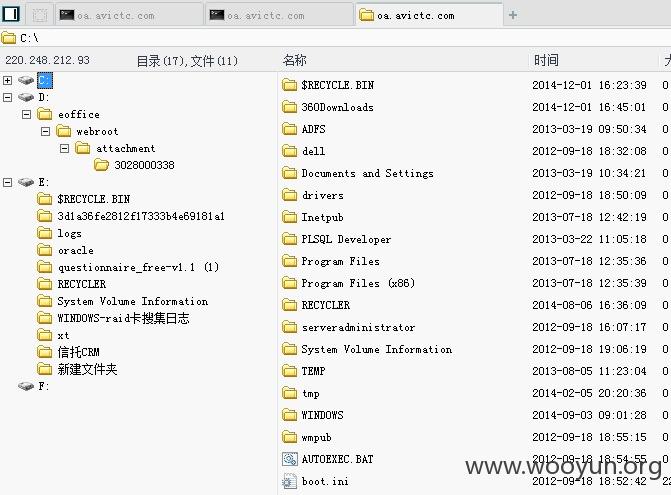 oa.avictc.com oa.avictc.com oa.avictc.com
C:\
220.248.212.93 目录(17),文件(11) 名称 时间
C:
D:
eoffice
webroot
attachment
3028000338
E:
$RECYCLE.BIN
3d1a36fe2812f17333b4e69181a1
logs
oracle
questionnaire_free-v1.1 (1)
RECYCLER
System Volume Information
WINDOWS-raid卡搜集日志
xt
信托CRM
新建文件夹
F:
$RECYCLE.BIN 2014-12-01 16:23:39 0
360Downloads 2014-12-01 16:45:01 0
ADFS 2013-03-19 09:50:34 0
dell 2012-09-18 18:32:08 0
Documents and Settings 2013-03-19 10:34:21 0
drivers 2012-09-18 18:50:09 0
Inetpub 2013-07-18 12:42:19 0
PLSQL Developer 2013-03-22 11:05:18 0
Program Files 2013-07-18 12:35:36 0
Program Files (x86) 2013-07-18 12:35:39 0
RECYCLER 2014-08-06 16:36:09 0
serveradministrator 2012-09-18 16:07:17 0
System Volume Information 2012-09-18 19:06:19 0
TEMP 2013-08-05 11:23:04 0
tmp 2014-02-05 20:20:36 0
WINDOWS 2014-09-03 09:01:28 0
wmpub 2012-09-18 18:55:15 0
AUTOEXEC.BAT 2012-09-18 18:54:55 0
boot.ini 2012-09-18 18:52:42
www.wooyun.org